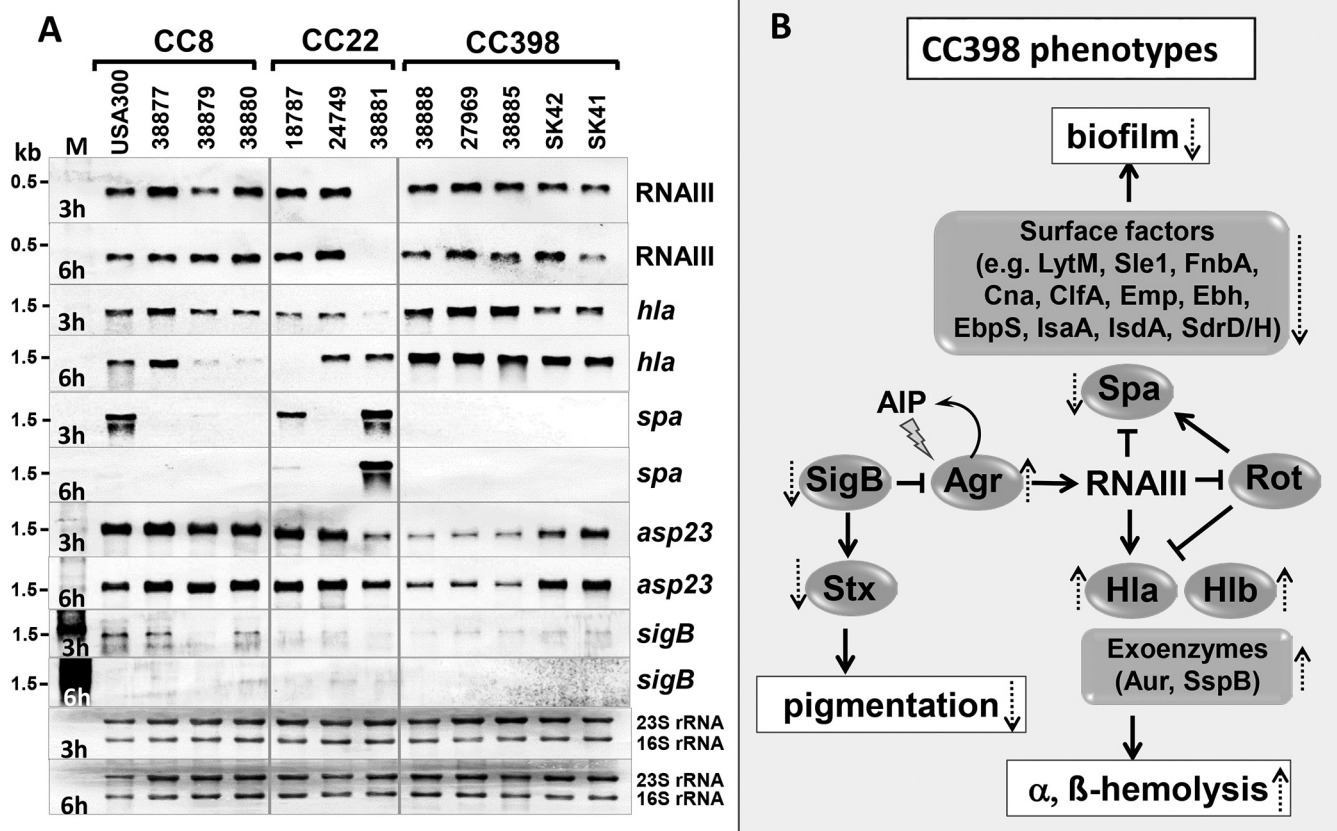 A
CC8
CC22
CC398
USA300
38877
38879
38880
18787
24749
38881
38888
27969
38885
SK42
SK41
kb
M
0.5
3h
RNAIII
0.5
6h
RNAIII
1.5
3h
hla
1.5
6h
hla
1.5
3h
spa
1.5
6h
spa
1.5
3h
asp23
1.5
6h
asp23
1.5
3h
sigB
1.5
6h
sigB
23S rRNA
16S rRNA
3h
23S rRNA
16S rRNA
6h
B
CC398 phenotypes
biofilm
Surface factors
(e.g. LytM, Sle1, FnbA,
Cna, ClfA, Emp, Ebh,
EbpS, IsaA, IsdA, SdrD/H)
Spa
AIP
SigB
Agr
RNAIII
Rot
Stx
Hla
Hlb
Exoenzymes
(Aur, SspB)
pigmentation
α, ß-hemolysis